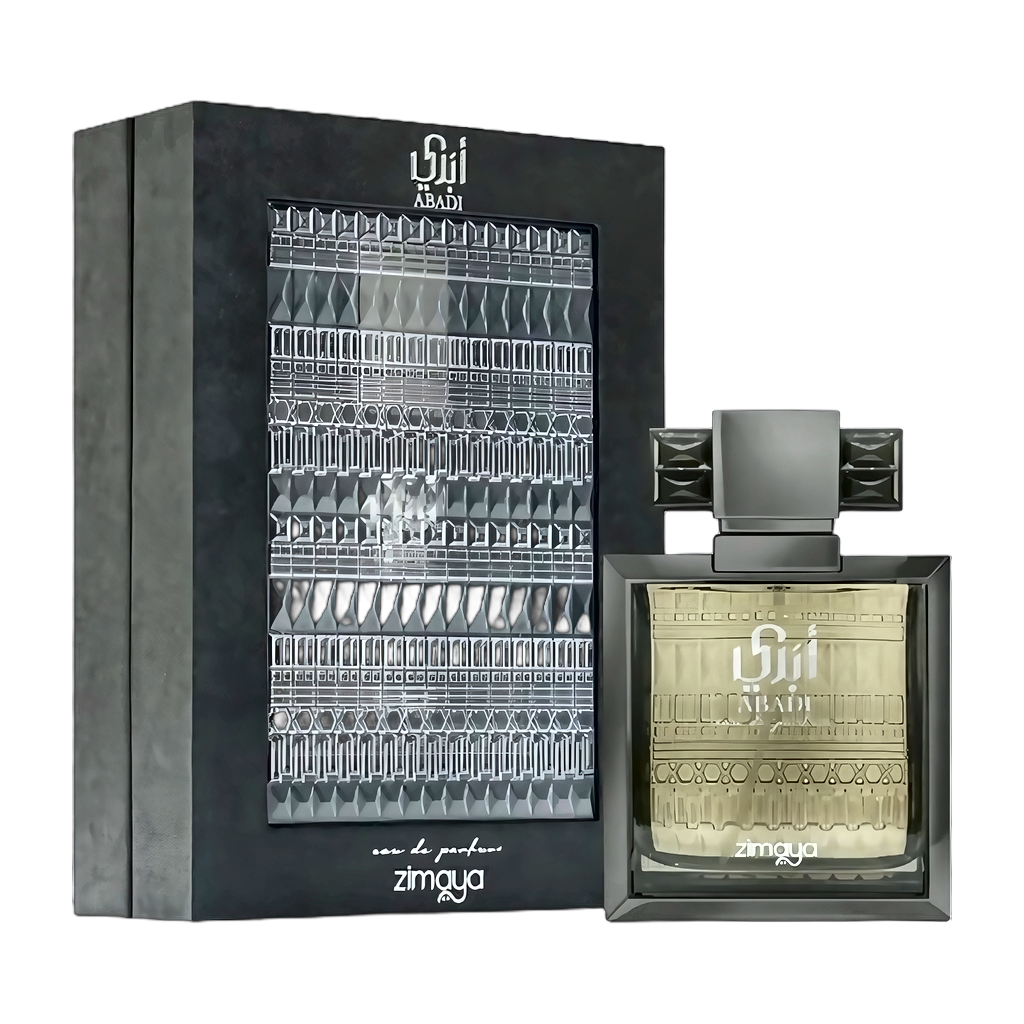 أبدي
ABADI
eau de parfum
zimaya
أبدي
ABADI
zimaya